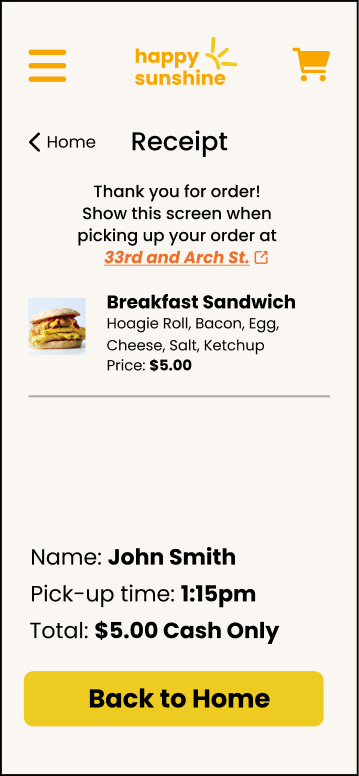 happy
sunshine
Home
Receipt
Thank you for order!
Show this screen when
picking up your order at
33rd and Arch St.
Breakfast Sandwich
Hoagie Roll, Bacon, Egg,
Cheese, Salt, Ketchup
Price: $5.00
Name: John Smith
Pick-up time: 1:15pm
Total: $5.00 Cash Only
Back to Home